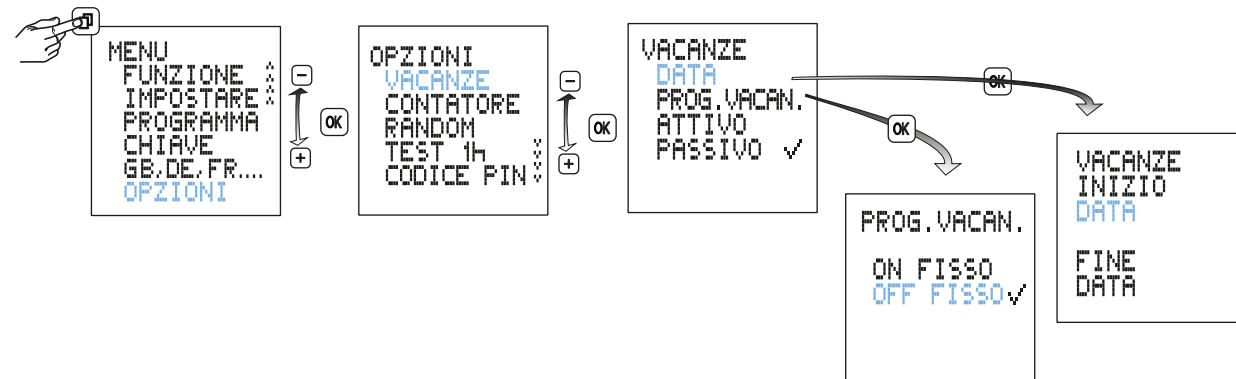 MENU
FUNZIONE
IMPOSTARE
PROGRAMMA
CHIAVE
GB,DE,FR....
OPZIONI
OK
OPZIONI
VACANZE
CONTATORE
RANDOM
TEST 1h
CODICE PIN
OK
VACANZE
DATA
PROG.VACAN.
ATTIVO
PASSIVO ✓
OK
OK
PROG.VACAN.
ON FISSO
OFF FISSO ✓
VACANZE
INIZIO
DATA
FINE
DATA